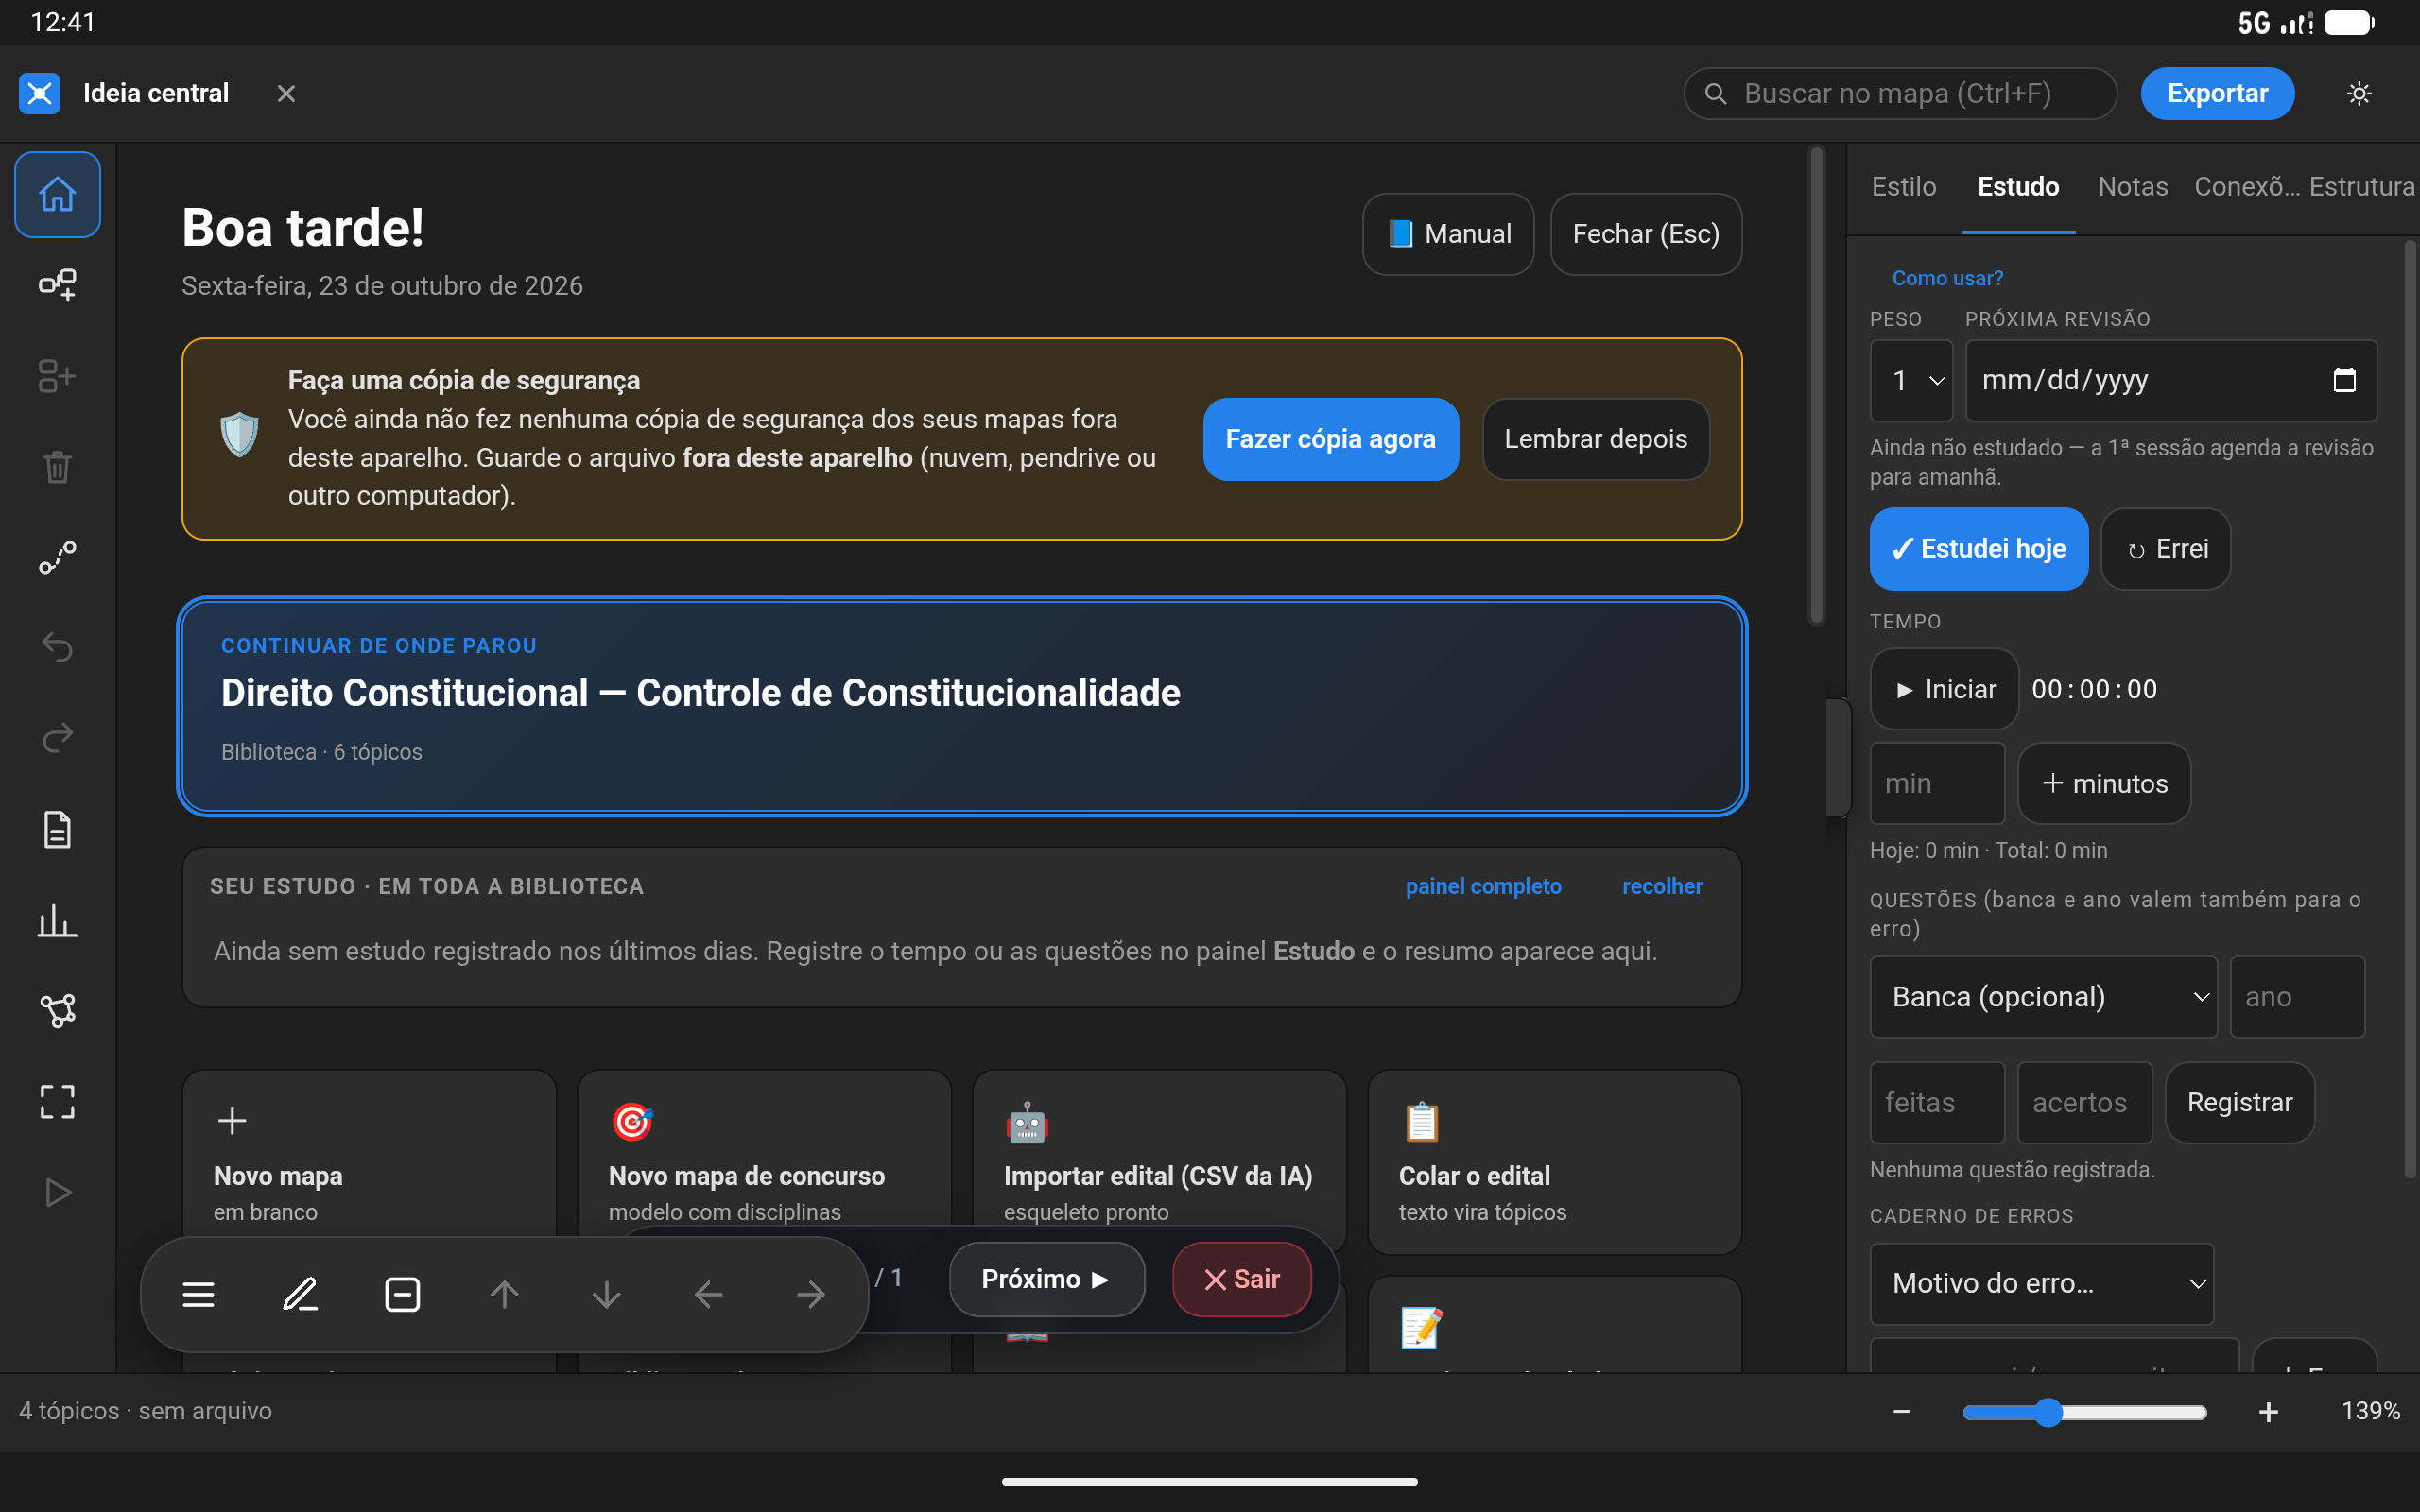 12:41
5G
Ideia central
Buscar no mapa (Ctrl+F)
Exportar
Boa tarde!
Sexta-feira, 23 de outubro de 2026
Manual
Fechar (Esc)
Faça uma cópia de segurança
Você ainda não fez nenhuma cópia de segurança dos seus mapas fora
deste aparelho. Guarde o arquivo fora deste aparelho (nuvem, pendrive ou
outro computador).
Fazer cópia agora
Lembrar depois
CONTINUAR DE ONDE PAROU
Direito Constitucional — Controle de Constitucionalidade
Biblioteca · 6 tópicos
SEU ESTUDO · EM TODA A BIBLIOTECA
painel completo
recolher
Ainda sem estudo registrado nos últimos dias. Registre o tempo ou as questões no painel Estudo e o resumo aparece aqui.
Novo mapa
em branco
Novo mapa de concurso
modelo com disciplinas
Importar edital (CSV da IA)
esqueleto pronto
Colar o edital
texto vira tópicos
/ 1
Próximo ►
Sair
Estilo
Estudo
Notas
Conexõ…
Estrutura
Como usar?
PESO
PRÓXIMA REVISÃO
1
mm/dd/yyyy
Ainda não estudado — a 1ª sessão agenda a revisão
para amanhã.
✓ Estudei hoje
↻ Errei
TEMPO
► Iniciar
00:00:00
min
+ minutos
Hoje: 0 min · Total: 0 min
QUESTÕES (banca e ano valem também para o
erro)
Banca (opcional)
ano
feitas
acertos
Registrar
Nenhuma questão registrada.
CADERNO DE ERROS
Motivo do erro…
4 tópicos · sem arquivo
139%